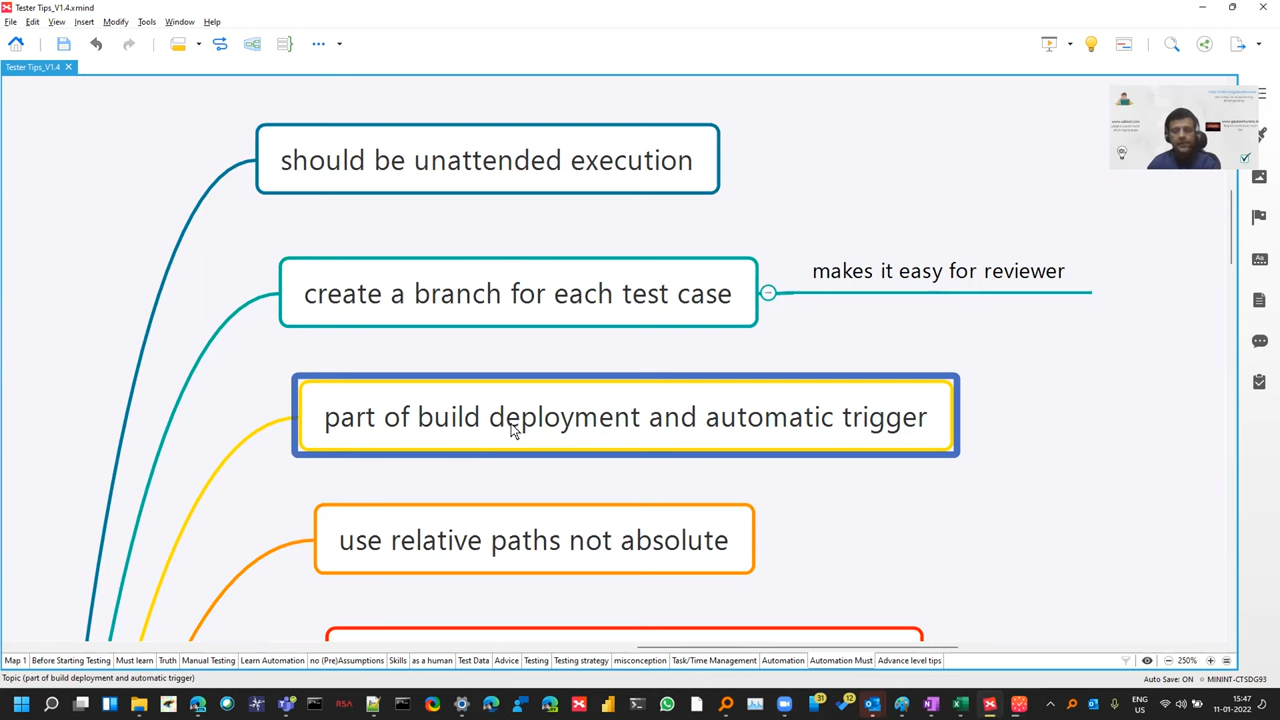 Tester Tips_V1.4.xmind
File Edit View Insert Modify Tools Window Help
Tester Tips_V1.4
should be unattended execution
create a branch for each test case
makes it easy for reviewer
part of build deployment and automatic trigger
use relative paths not absolute
Map 1 Before Starting Testing Must learn Truth Manual Testing Learn Automation no (Pre)Assumptions Skills as a human Test Data Advice Testing Testing strategy misconception Task/Time Management Automation Automation Must Advance level tips
250%
Topic (part of build deployment and automatic trigger)
Auto Save: ON MININT-CTSDG93
RSA
31
12
ENG
US
15:47
11-01-2022